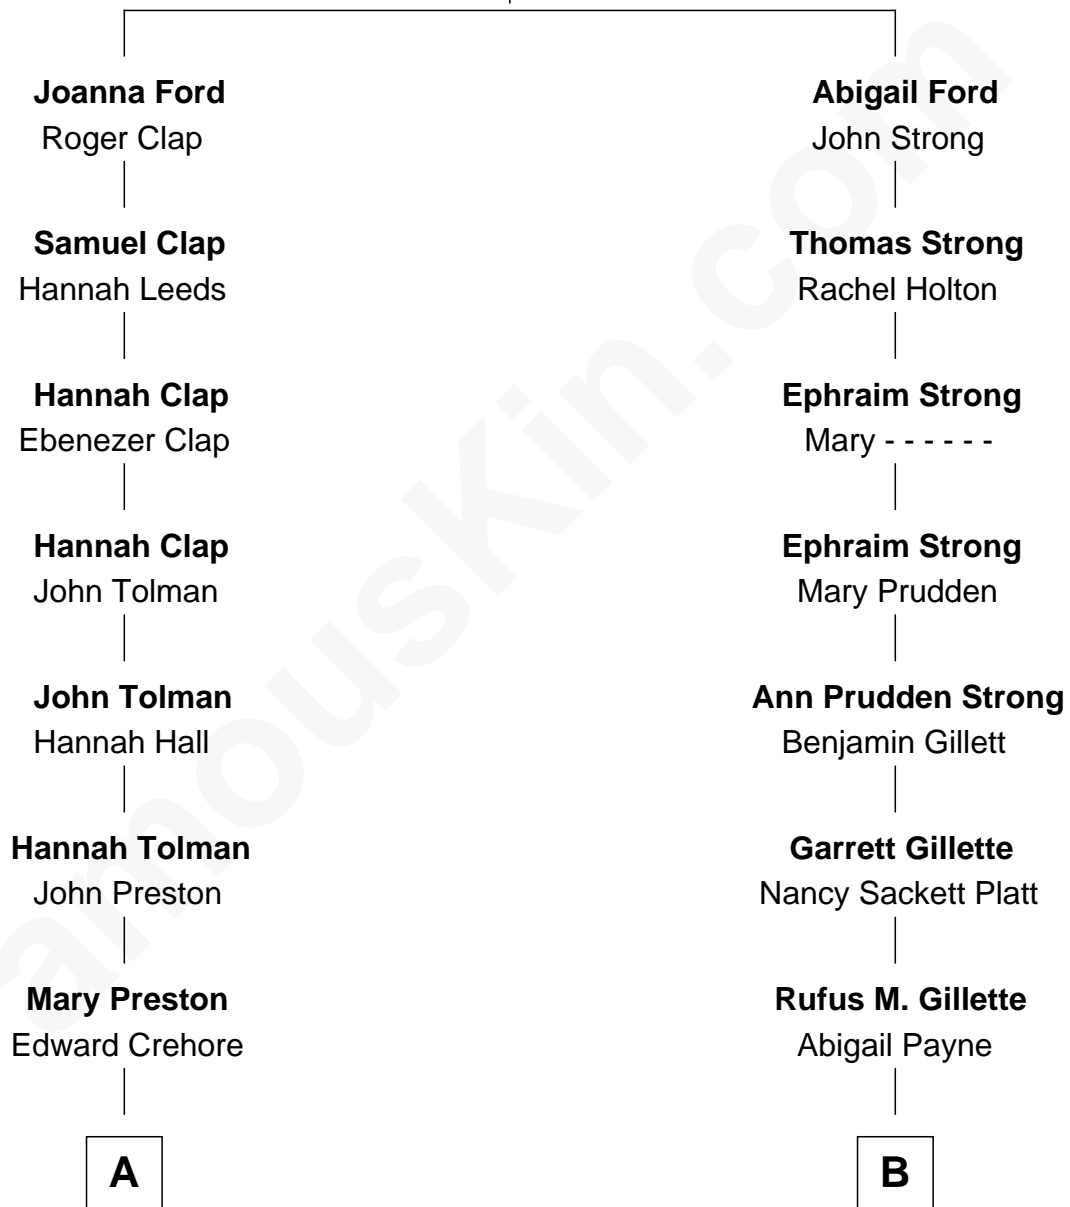 Joanna Ford
Roger Clap
Samuel Clap
Hannah Leeds
Hannah Clap
Ebenezer Clap
Hannah Clap
John Tolman
John Tolman
Hannah Hall
Hannah Tolman
John Preston
Mary Preston
Edward Crehore
A
Abigail Ford
John Strong
Thomas Strong
Rachel Holton
Ephraim Strong
Mary - - - - - -
Ephraim Strong
Mary Prudden
Ann Prudden Strong
Benjamin Gillett
Garrett Gillette
Nancy Sackett Platt
Rufus M. Gillette
Abigail Payne
B
amousKin.com